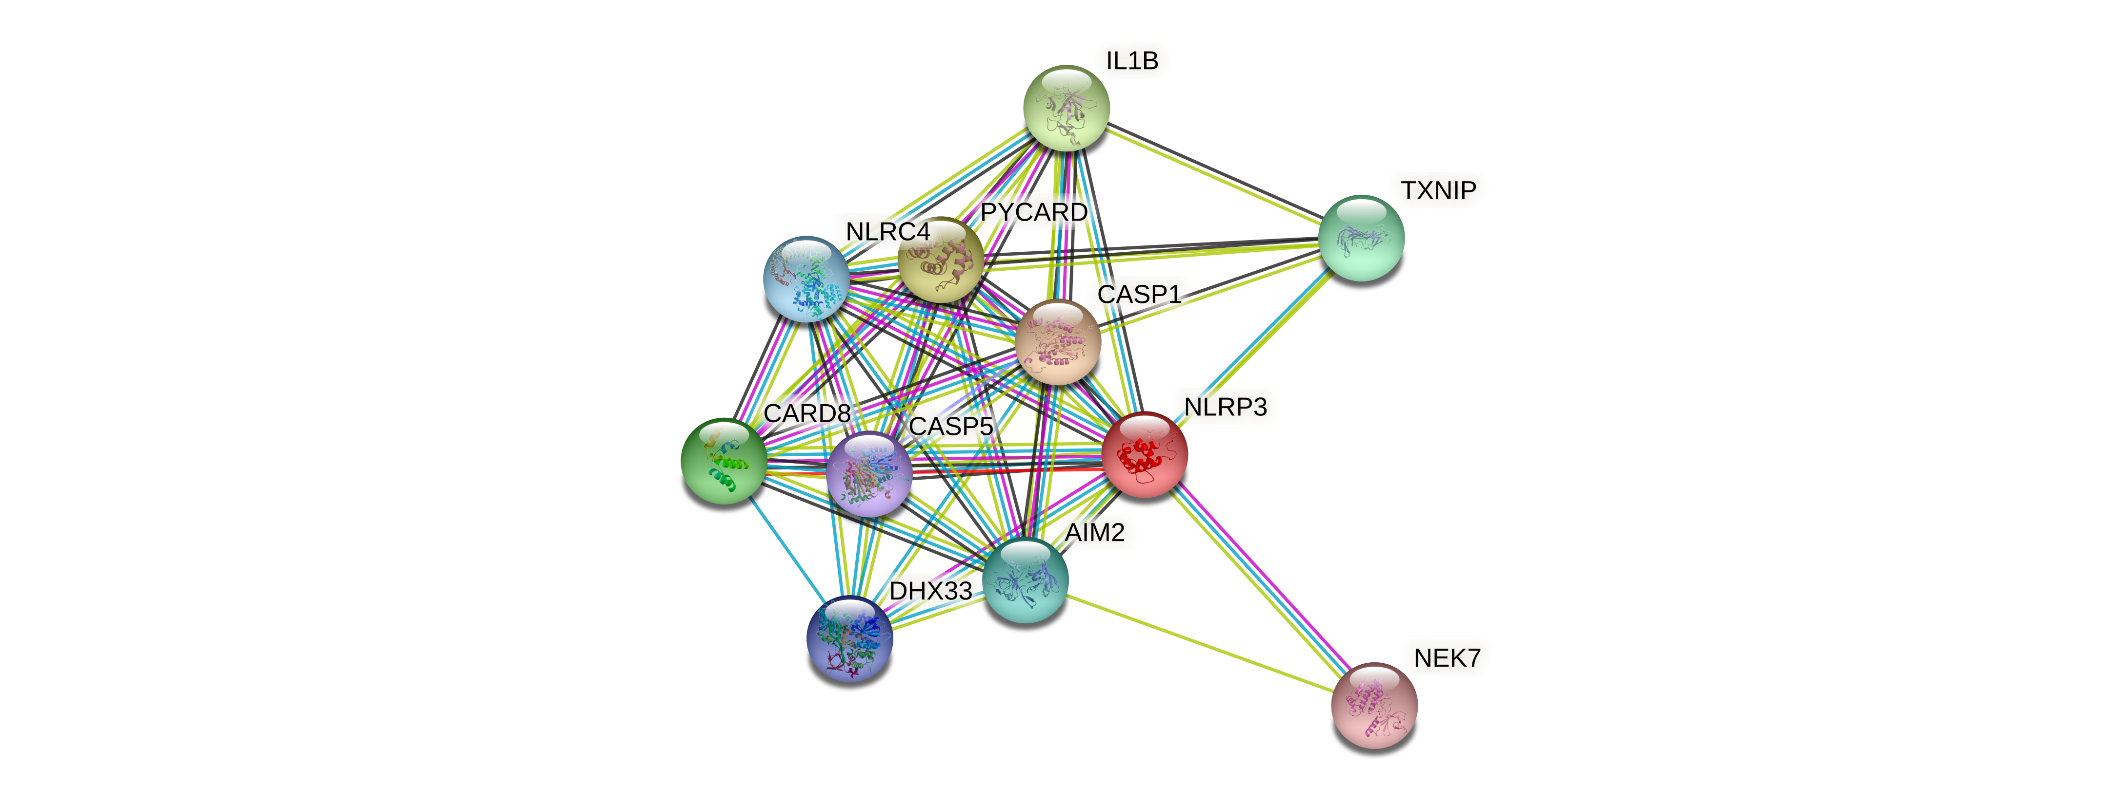 IL1B
TXNIP
PYCARD
NLRC4
CASP1
NLRP3
CARD8
CASP5
AIM2
DHX33
NEK7